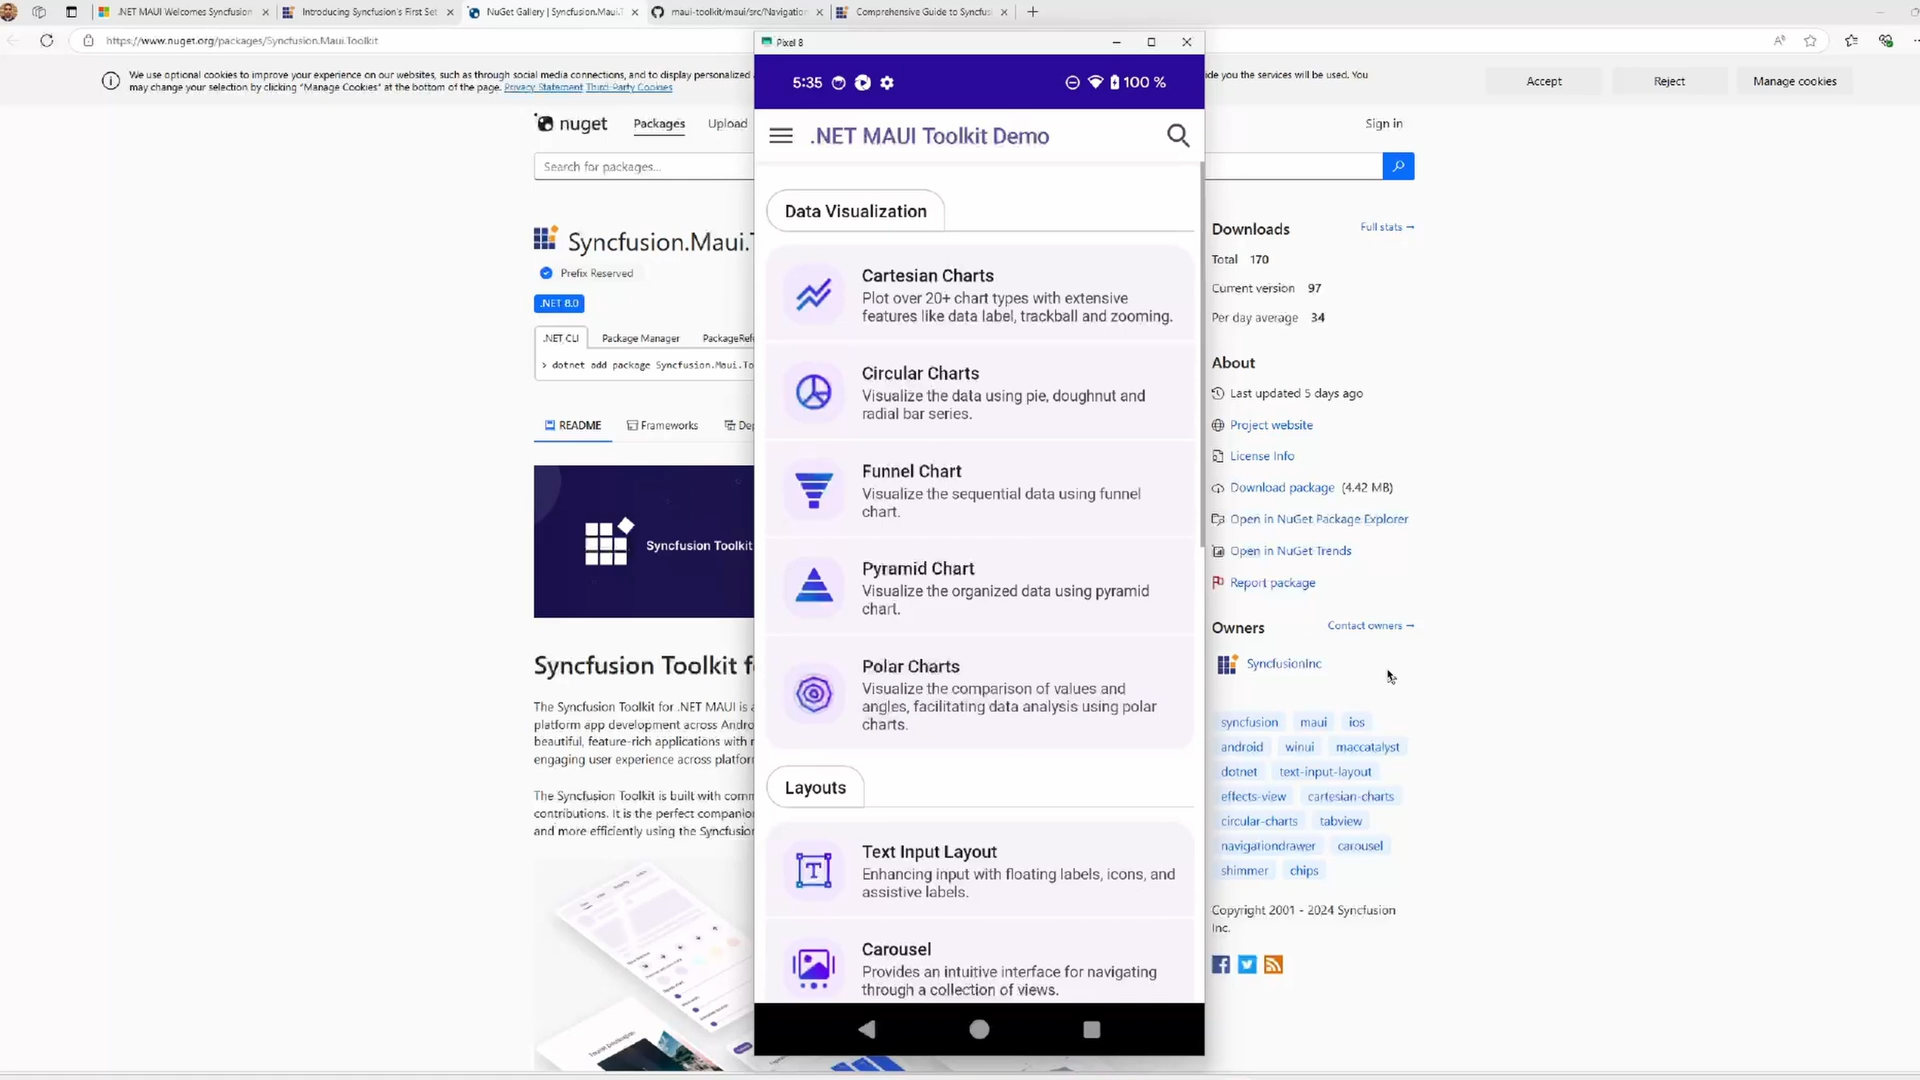 .NET MAUI Welcomes Syncfusion
Introducing Syncfusion's First Set
NuGet Gallery | Syncfusion.Maui.T
maui-toolkit/maui/src/Navigation
Comprehensive Guide to Syncfus
https://www.nuget.org/packages/Syncfusion.Maui.Toolkit
We use optional cookies to improve your experience on our websites, such as through social media connections, and to display personalized
de you the services will be used. You
may change your selection by clicking "Manage Cookies" at the bottom of the page. Privacy Statement Third-Party Cookies
Accept
Reject
Manage cookies
nuget
Packages
Upload
Sign in
Search for packages...
Syncfusion.Maui.
Prefix Reserved
.NET 8.0
.NET CLI
Package Manager
PackageRef
> dotnet add package Syncfusion.Maui.To
README
Frameworks
Dep
Syncfusion Toolkit
Syncfusion Toolkit f
The Syncfusion Toolkit for .NET MAUI is a
platform app development across Andro
beautiful, feature-rich applications with
engaging user experience across platfor
The Syncfusion Toolkit is built with com
contributions. It is the perfect companio
and more efficiently using the Syncfusio
Pixel 8
5:35
100 %
.NET MAUI Toolkit Demo
Data Visualization
Cartesian Charts
Plot over 20+ chart types with extensive
features like data label, trackball and zooming.
Circular Charts
Visualize the data using pie, doughnut and
radial bar series.
Funnel Chart
Visualize the sequential data using funnel
chart.
Pyramid Chart
Visualize the organized data using pyramid
chart.
Polar Charts
Visualize the comparison of values and
angles, facilitating data analysis using polar
charts.
Layouts
Text Input Layout
Enhancing input with floating labels, icons, and
assistive labels.
Carousel
Provides an intuitive interface for navigating
through a collection of views.
Downloads
Full stats →
Total 170
Current version 97
Per day average 34
About
Last updated 5 days ago
Project website
License Info
Download package (4.42 MB)
Open in NuGet Package Explorer
Open in NuGet Trends
Report package
Owners
Contact owners →
SyncfusionInc
syncfusion maui ios
android winui maccatalyst
dotnet text-input-layout
effects-view cartesian-charts
circular-charts tabview
navigationdrawer carousel
shimmer chips
Copyright 2001 - 2024 Syncfusion
Inc.